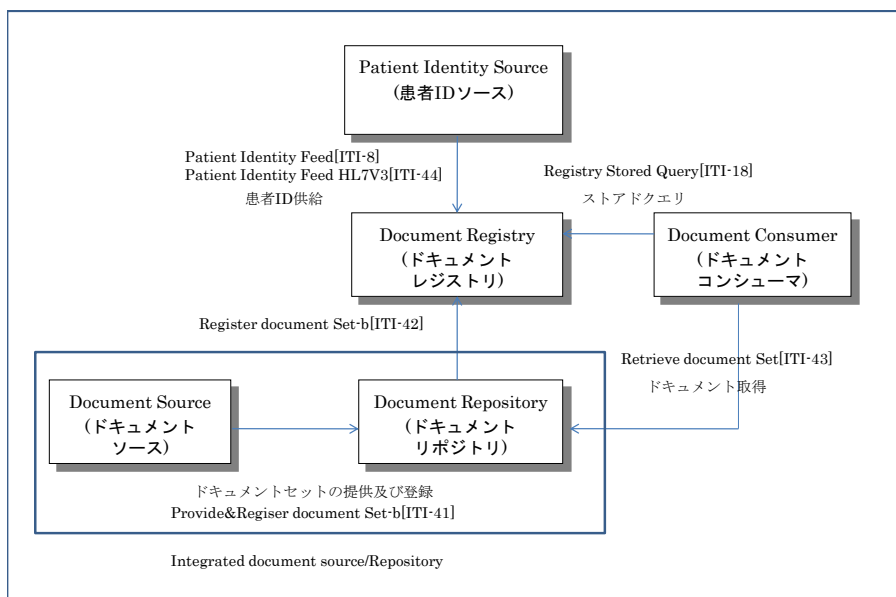 Patient Identity Source
(患者IDソース)
Patient Identity Feed[ITI-8]
Patient Identity Feed HL7V3[ITI-44]
患者ID供給
Registry Stored Query[ITI-18]
ストアドクエリ
Document Registry
(ドキュメント
レジストリ)
Document Consumer
(ドキュメント
コンシューマ)
Register document Set-b[ITI-42]
Retrieve document Set[ITI-43]
ドキュメント取得
Document Source
(ドキュメント
ソース)
Document Repository
(ドキュメント
リポジトリ)
ドキュメントセットの提供及び登録
Provide&Regiser document Set-b[ITI-41]
Integrated document source/Repository